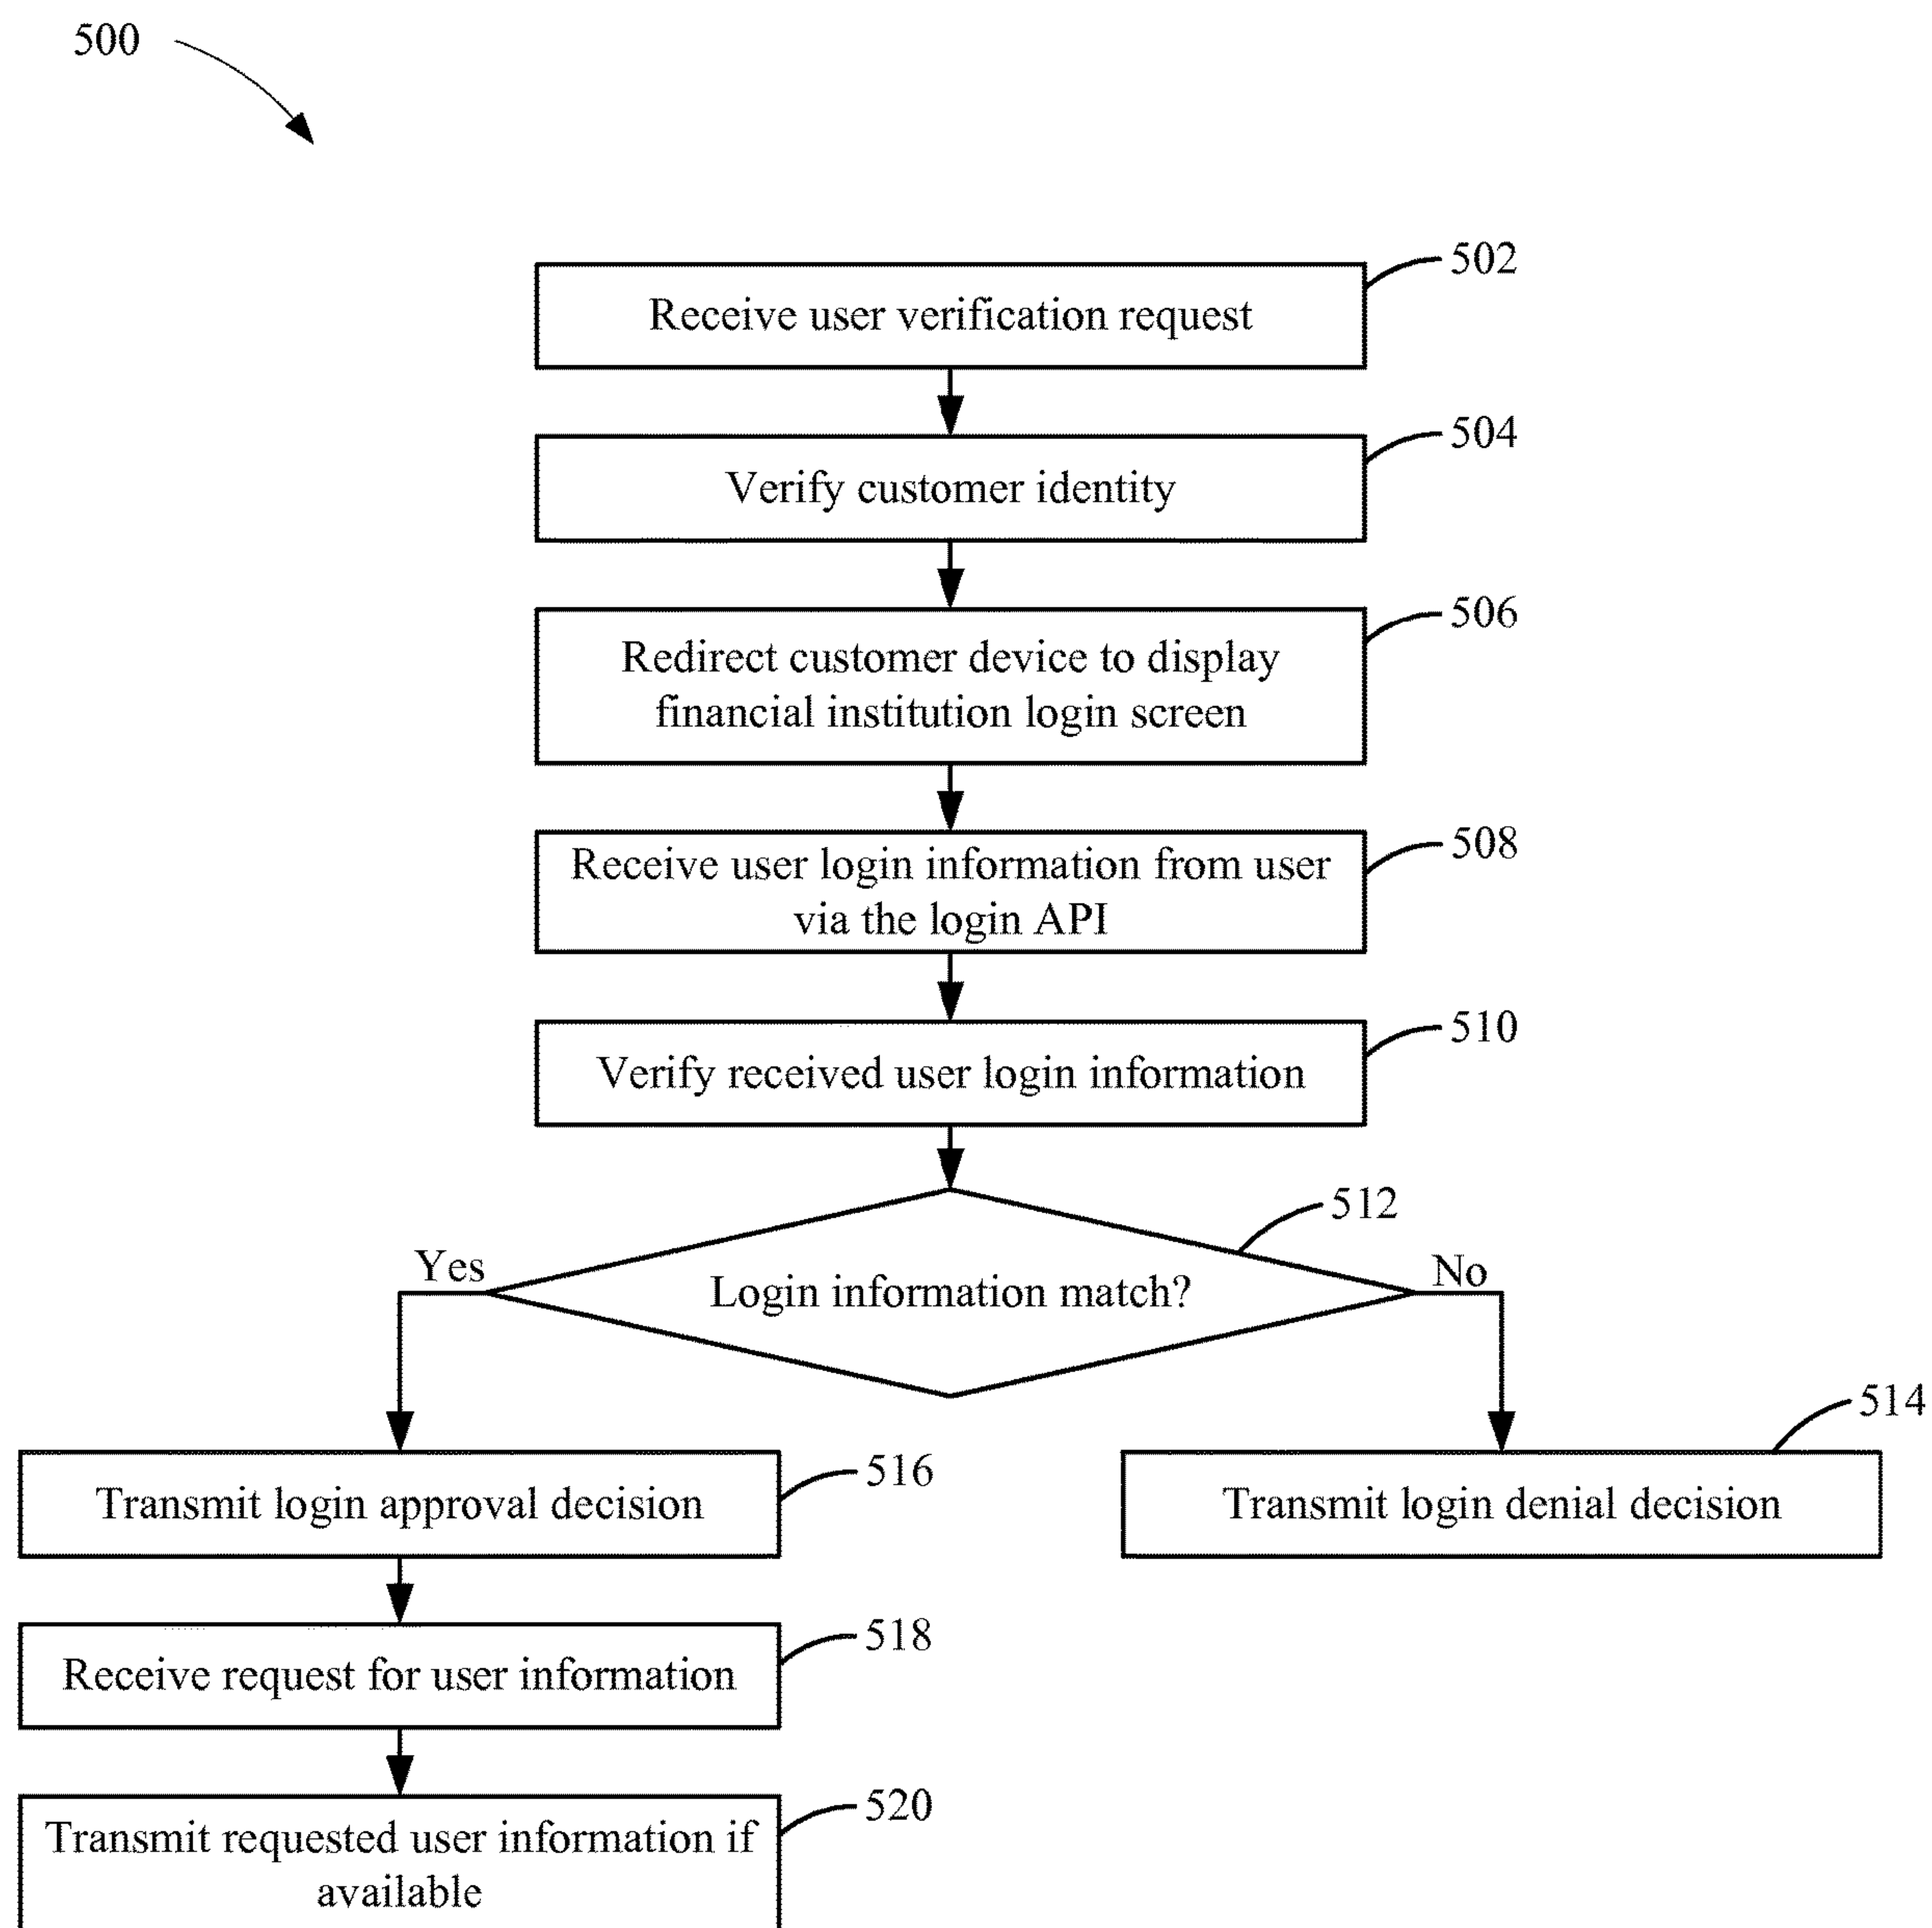 500
502
Receive user verification request
504
Verify customer identity
506
Redirect customer device to display
financial institution login screen
508
Receive user login information from user
via the login API
510
Verify received user login information
512
Yes
No
Login information match?
514
516
Transmit login approval decision
Transmit login denial decision
518
Receive request for user information
520
Transmit requested user information if
available